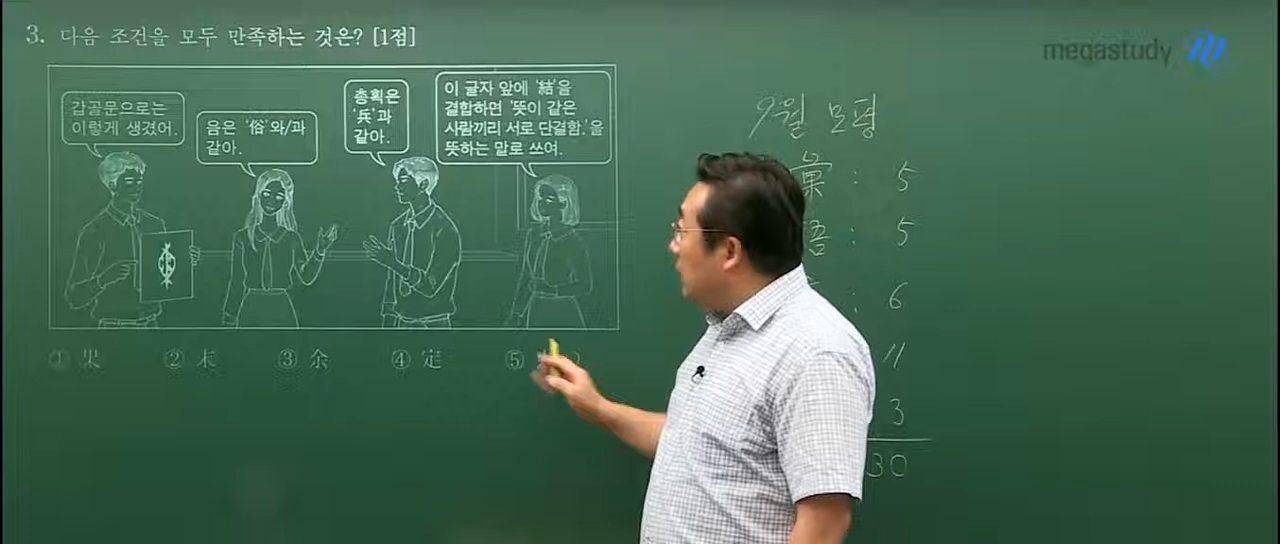 3. 다음 조건을 모두 만족하는 것은? [1점]
갑골문으로는
이렇게 생겼어.
음은 '俗'와/과
같아.
총획은
'兵'과
같아.
이 글자 앞에 '結'을
결합하면 '뜻이 같은
사람끼리 서로 단결함.'을
뜻하는 말로 쓰여.
① 果 ② 末 ③ 余 ④ 定 ⑤
megastudy
9월 모평
: 5
: 5
: 6
11
3
30